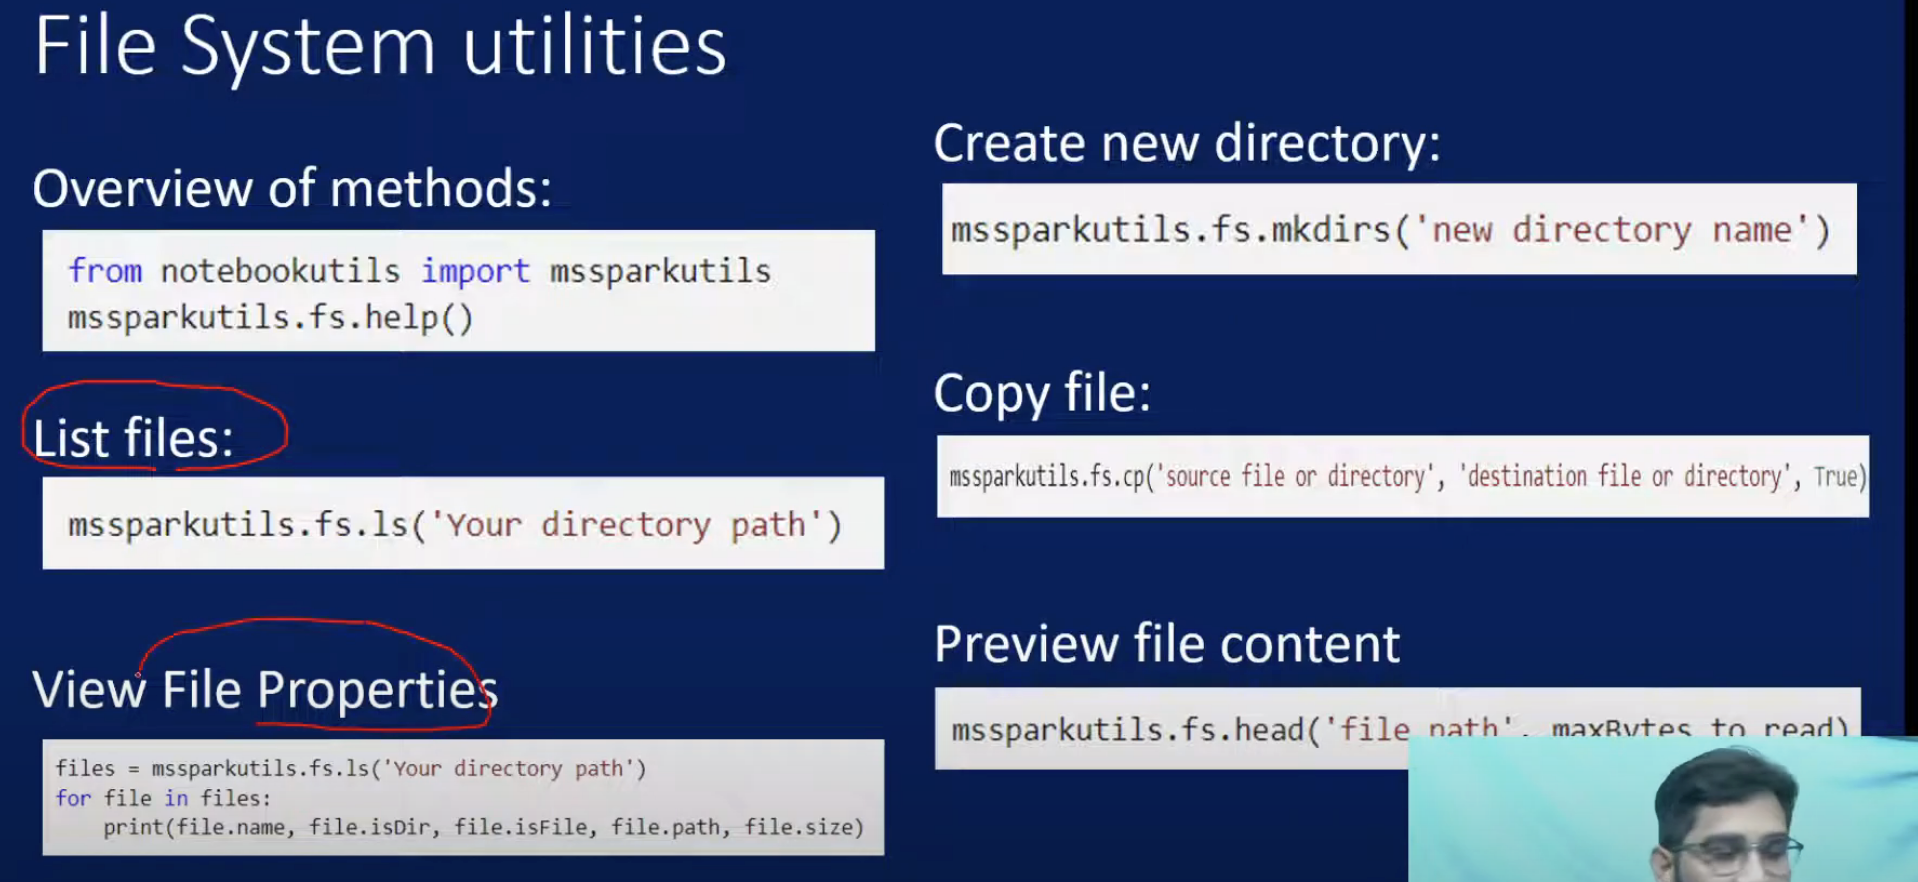 File System utilities
Overview of methods:
from notebookutils import mssparkutils
mssparkutils.fs.help()
List files:
mssparkutils.fs.ls('Your directory path')
View File Properties
files = mssparkutils.fs.ls('Your directory path')
for file in files:
    print(file.name, file.isDir, file.isFile, file.path, file.size)
Create new directory:
mssparkutils.fs.mkdirs('new directory name')
Copy file:
mssparkutils.fs.cp('source file or directory', 'destination file or directory', True)
Preview file content
mssparkutils.fs.head('file path', maxBytes to read)